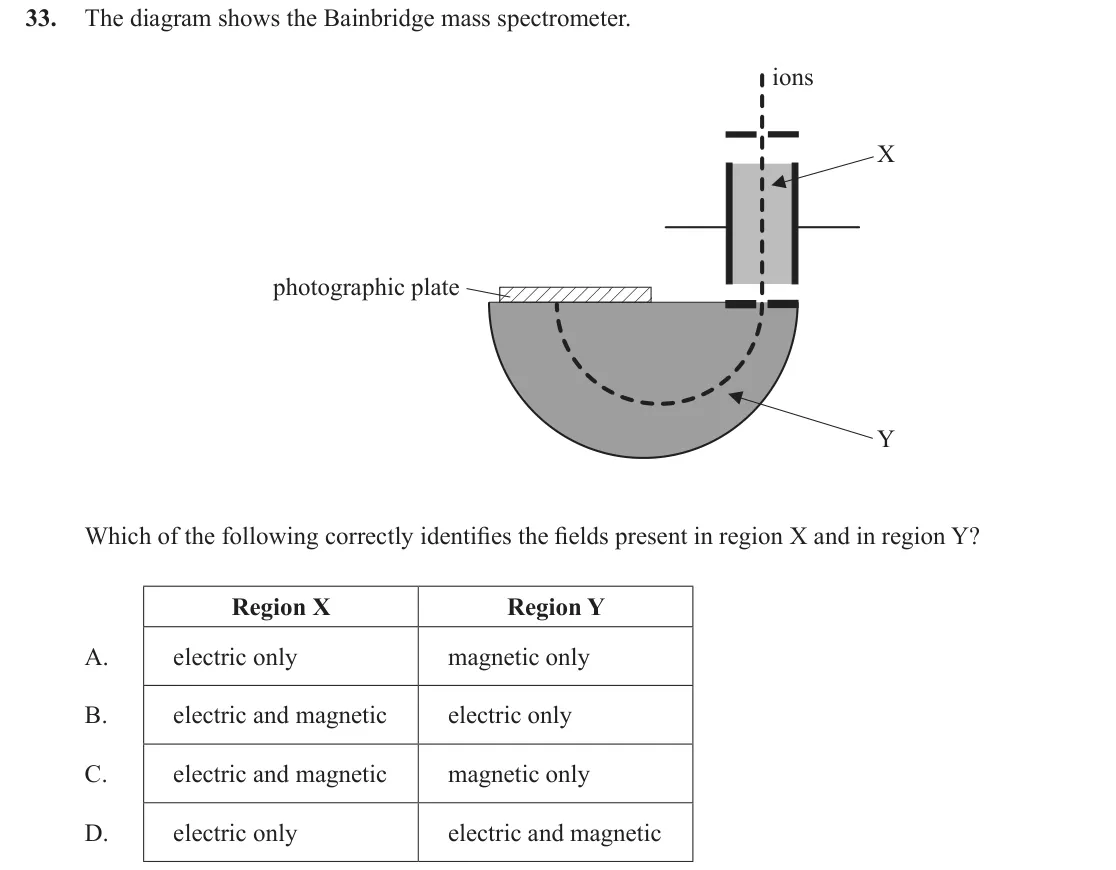 33. The diagram shows the Bainbridge mass spectrometer.
ions
X
photographic plate
Y
Which of the following correctly identifies the fields present in region X and in region Y?
Region X Region Y
A. electric only magnetic only
B. electric and magnetic electric only
C. electric and magnetic magnetic only
D. electric only electric and magnetic